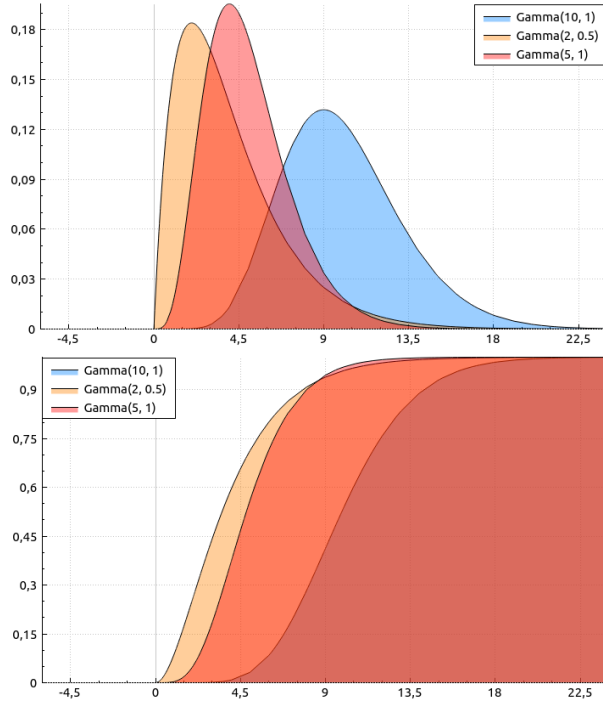 0,18
0,15
0,12
0,09
0,06
0,03
0
Gamma(10, 1)
Gamma(2, 0.5)
Gamma(5, 1)
-4,5 0 4,5 9 13,5 18 22,5
Gamma(10, 1)
Gamma(2, 0.5)
Gamma(5, 1)
0,9
0,75
0,6
0,45
0,3
0,15
0
-4,5 0 4,5 9 13,5 18 22,5